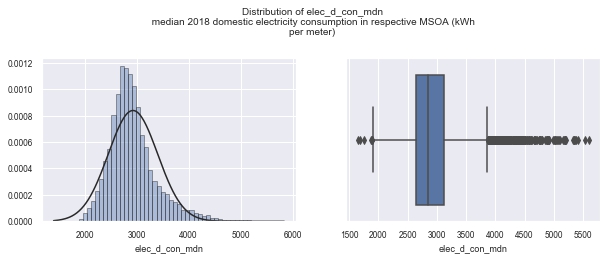 Distribution of elec_d_con_mdn
median 2018 domestic electricity consumption in respective MSOA (kWh
per meter)
0.0012
0.0010
0.0008
0.0006
0.0004
0.0002
0.0000
2000 3000 4000 5000 6000
elec_d_con_mdn
1500 2000 2500 3000 3500 4000 4500 5000 5500
elec_d_con_mdn